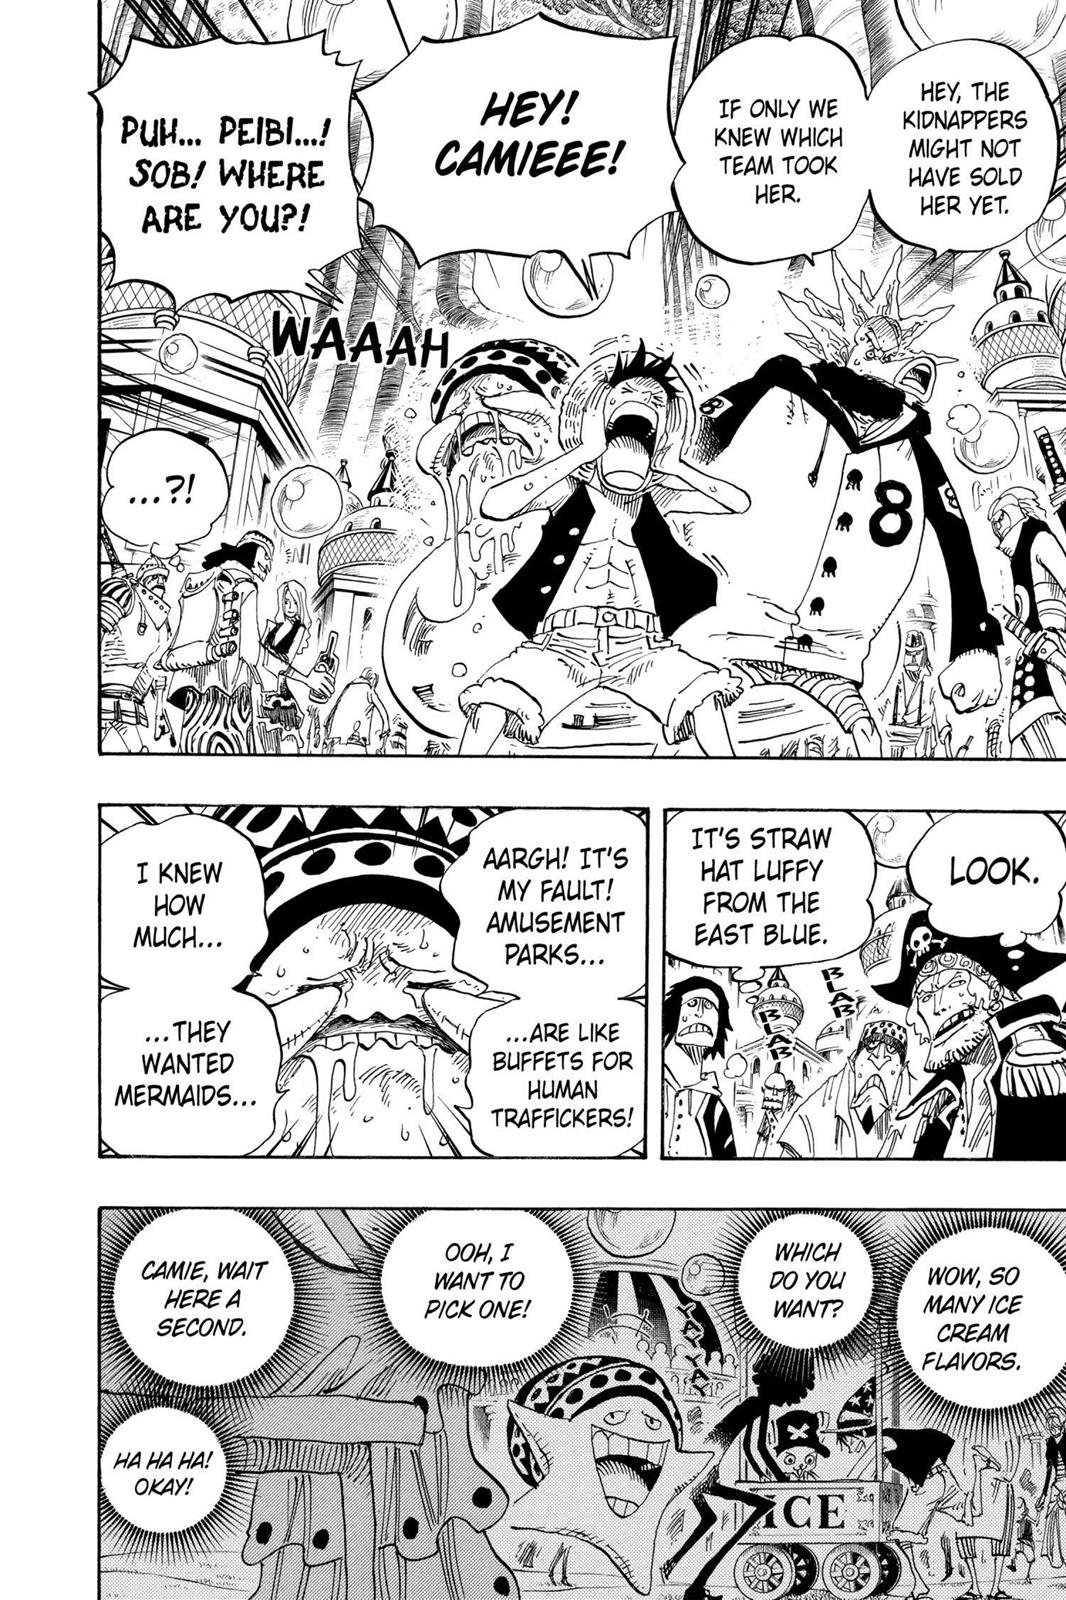 HEY, THE
KIDNAPPERS
MIGHT NOT
HAVE SOLD
HER YET.
IF ONLY WE
KNEW WHICH
TEAM TOOK
HER.
HEY!
CAMIEEE!
PUH... PEIBI...!
SOB! WHERE
ARE YOU?!
WAAAH
8
8
8
...?!
LOOK.
IT'S STRAW
HAT LUFFY
FROM THE
EAST BLUE.
BLAB
BLAB
AARGH! IT'S
MY FAULT!
AMUSEMENT
PARKS...
...ARE LIKE
BUFFETS FOR
HUMAN
TRAFFICKERS!
I KNEW
HOW
MUCH...
...THEY
WANTED
MERMAIDS...
WOW, SO
MANY ICE
CREAM
FLAVORS.
WHICH
DO YOU
WANT?
OOH, I
WANT TO
PICK ONE!
YAY
YAY
ICE
CAMIE, WAIT
HERE A
SECOND.
HA HA HA!
OKAY!